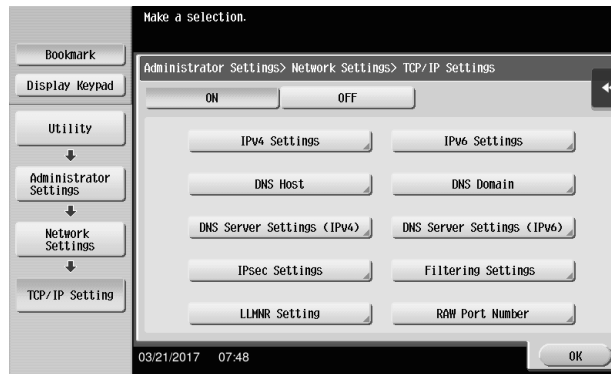 Make a selection.
Bookmark
Display Keypad
Utility
Administrator
Settings
Network
Settings
TCP/IP Setting
Administrator Settings> Network Settings> TCP/IP Settings
ON OFF
IPv4 Settings IPv6 Settings
DNS Host DNS Domain
DNS Server Settings (IPv4) DNS Server Settings (IPv6)
IPsec Settings Filtering Settings
LLMNR Setting RAW Port Number
03/21/2017 07:48
OK